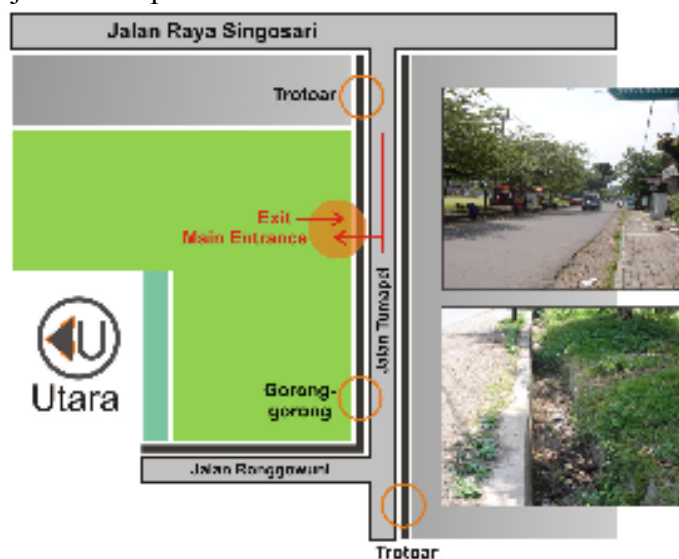 Jalan Raya Singosari
Trotoar
Exit
Main Entrance
Jalan Tumapel
U
Utara
Gorong-
gorong
Jalan Ronggowuni
Trotoar